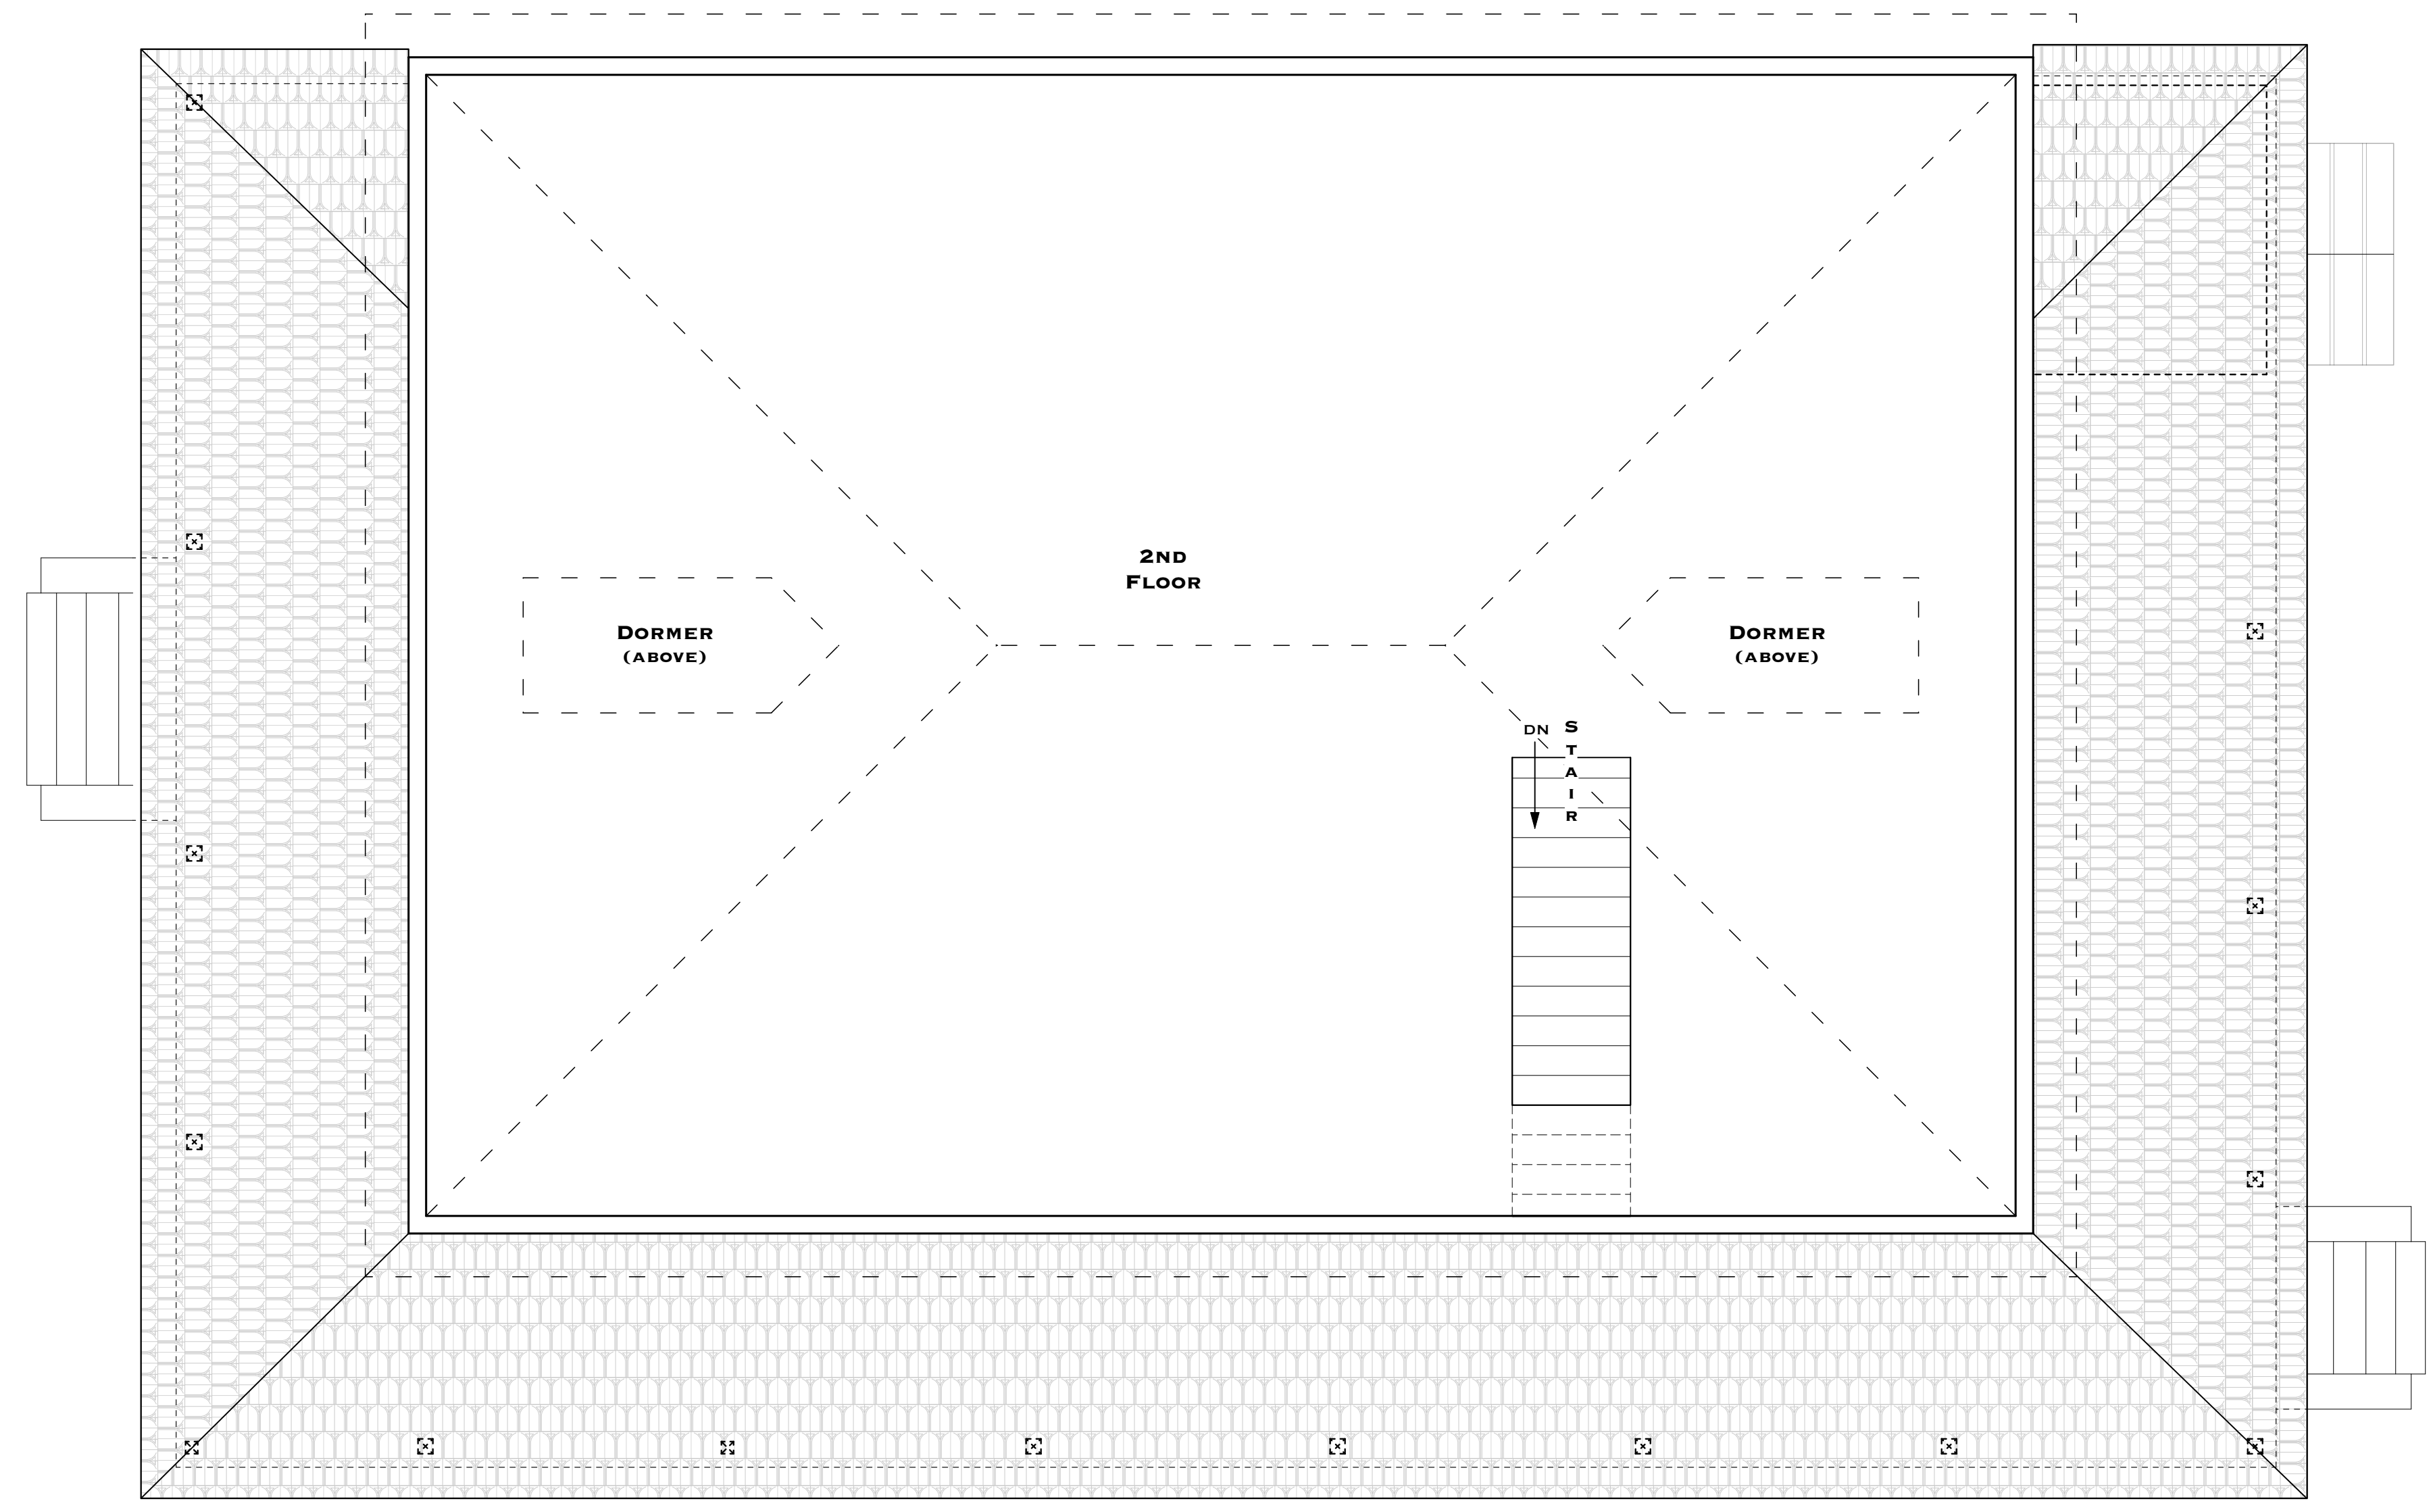 2ND
FLOOR
DORMER
(ABOVE)
DORMER
(ABOVE)
DN
S
T
A
I
R